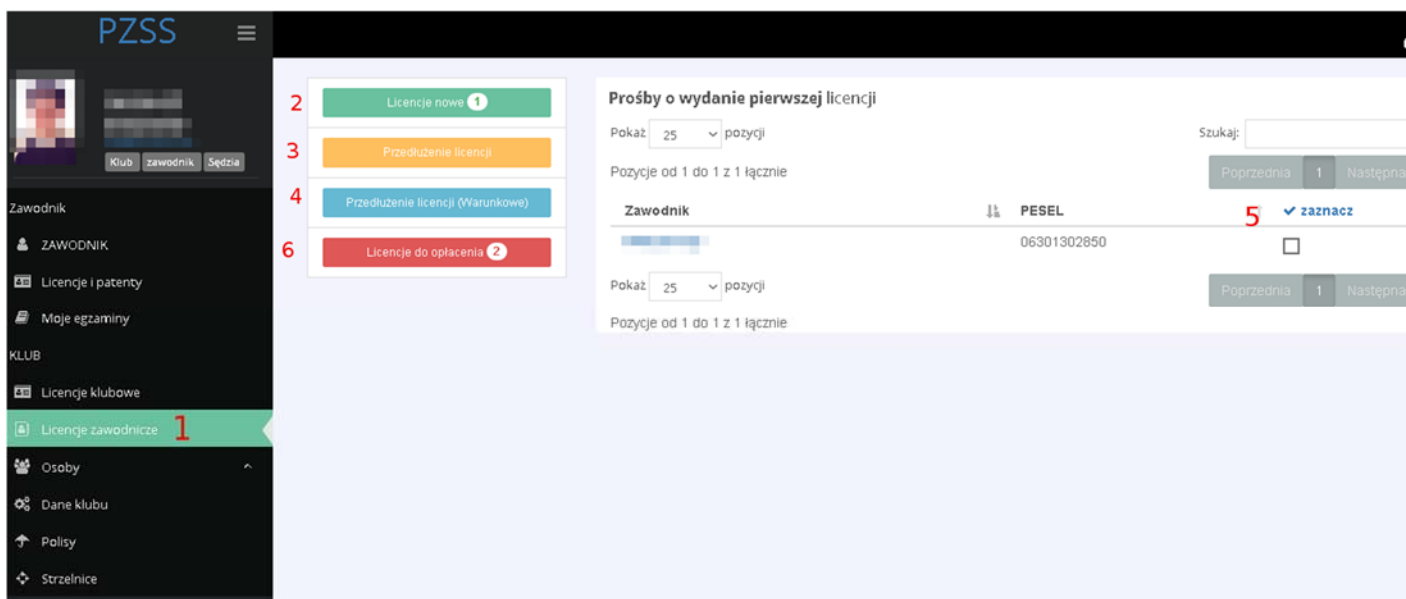 PZSS
Klub zawodnik Sędzia
Zawodnik
ZAWODNIK
Licencje i patenty
Moje egzaminy
KLUB
Licencje klubowe
Licencje zawodnicze 1
Osoby
Dane klubu
Polisy
Strzelnice
2 Licencje nowe 1
3 Przedłużenie licencji
4 Przedłużenie licencji (Warunkowe)
6 Licencje do opłacenia 2
Prośby o wydanie pierwszej licencji
Pokaż 25 pozycji
Szukaj:
Pozycje od 1 do 1 z 1 łącznie
Poprzednia 1 Następna
Zawodnik PESEL 5 zaznacz
06301302850
Pokaż 25 pozycji
Poprzednia 1 Następna
Pozycje od 1 do 1 z 1 łącznie